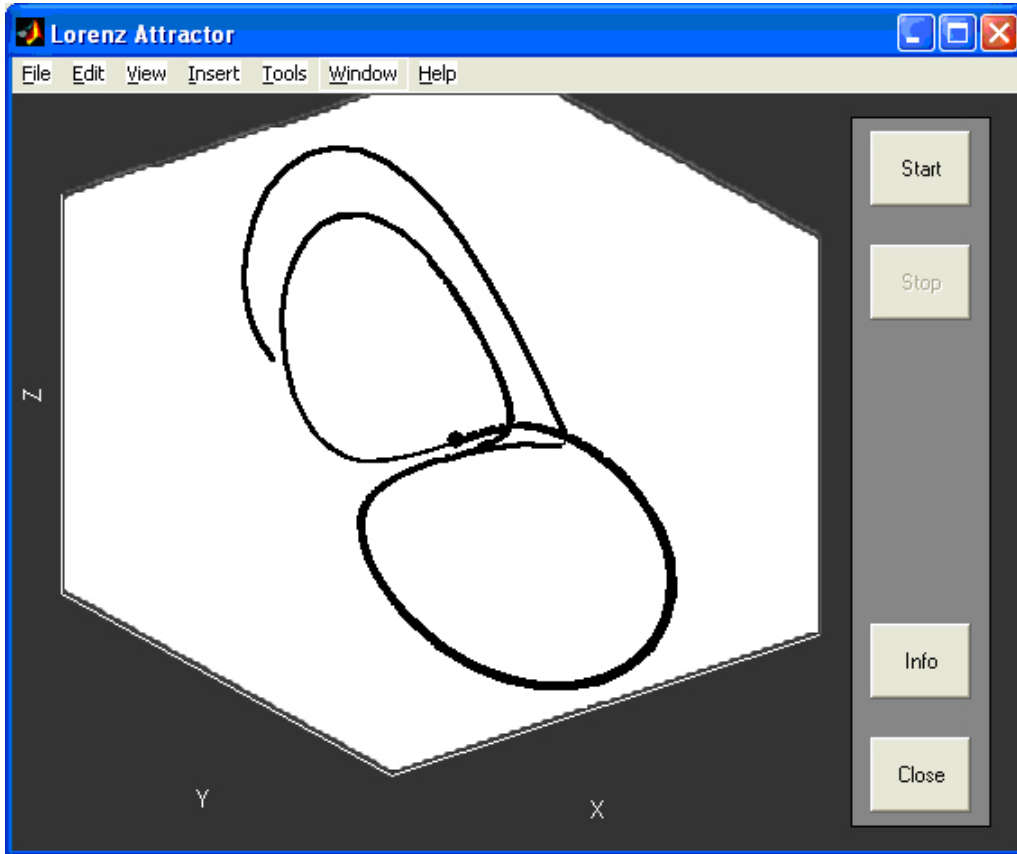 Lorenz Attractor
File Edit View Insert Tools Window Help
Start
Stop
Z
Info
Close
Y
X